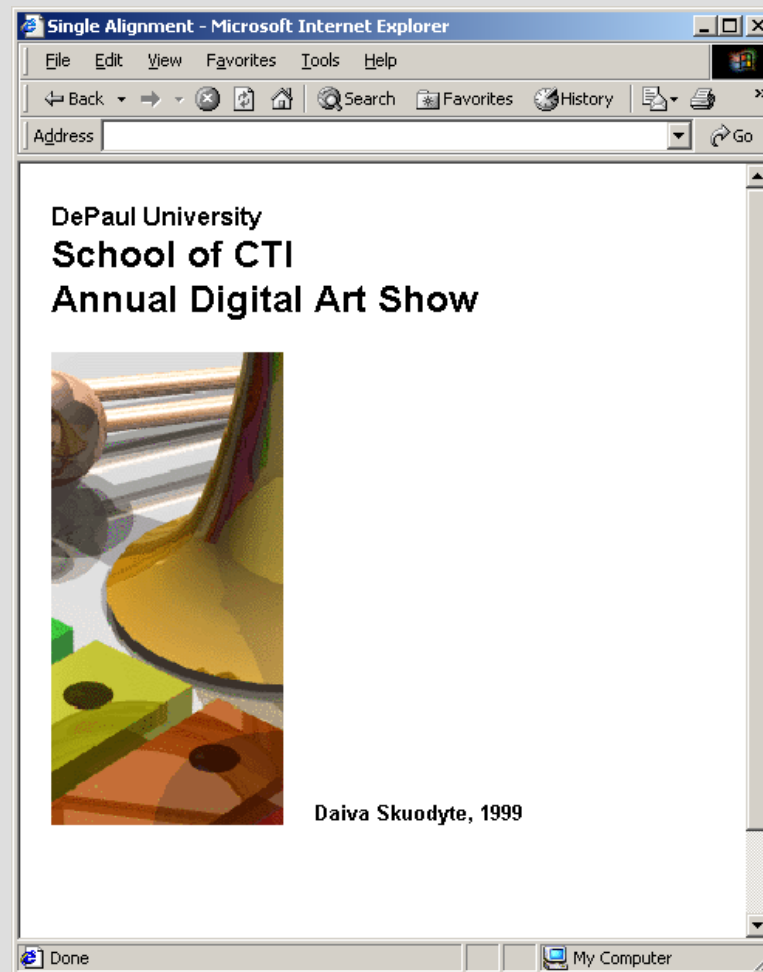 Single Alignment - Microsoft Internet Explorer
File Edit View Favorites Tools Help
Back Search Favorites History »
Address Go
DePaul University
School of CTI
Annual Digital Art Show
Daiva Skuodyte, 1999
Done My Computer